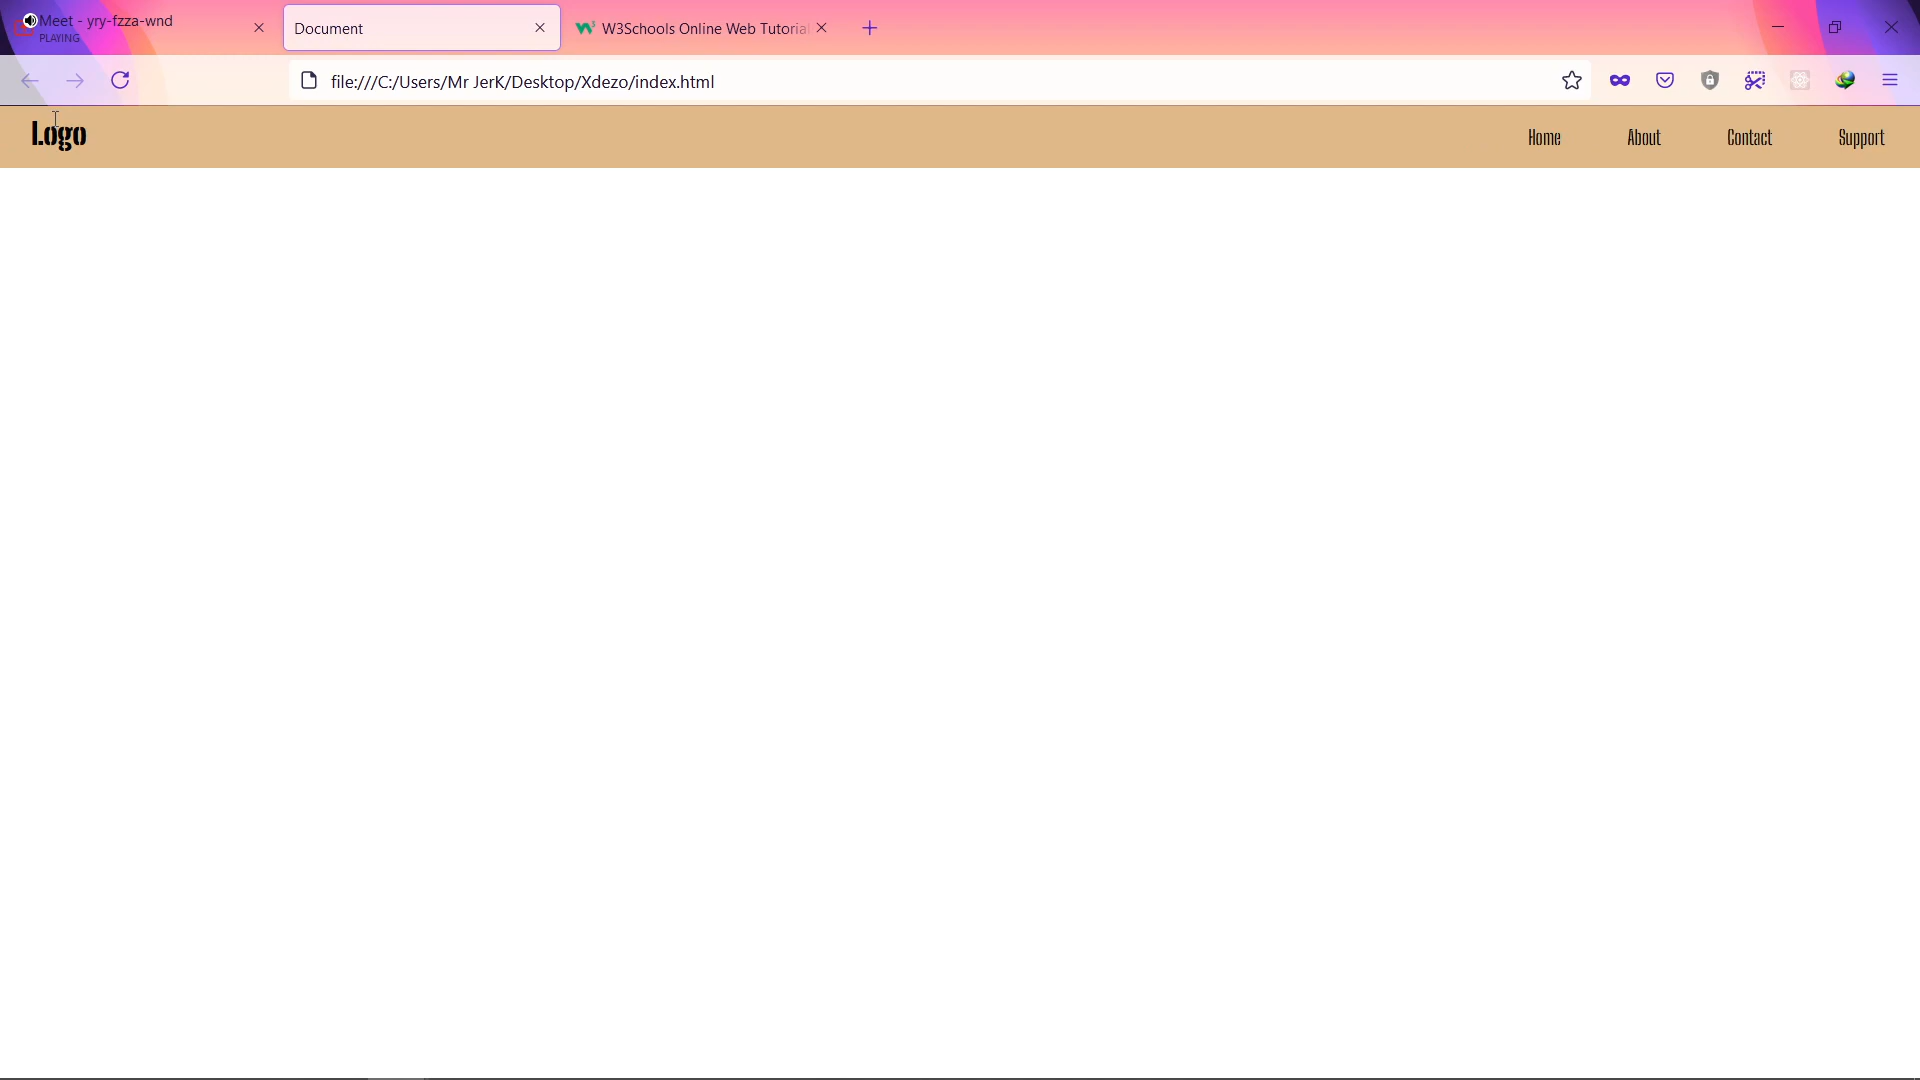 Meet - yry-fzza-wnd
PLAYING
Document
W3Schools Online Web Tutorial
file:///C:/Users/Mr JerK/Desktop/Xdezo/index.html
Logo
Home
About
Contact
Support